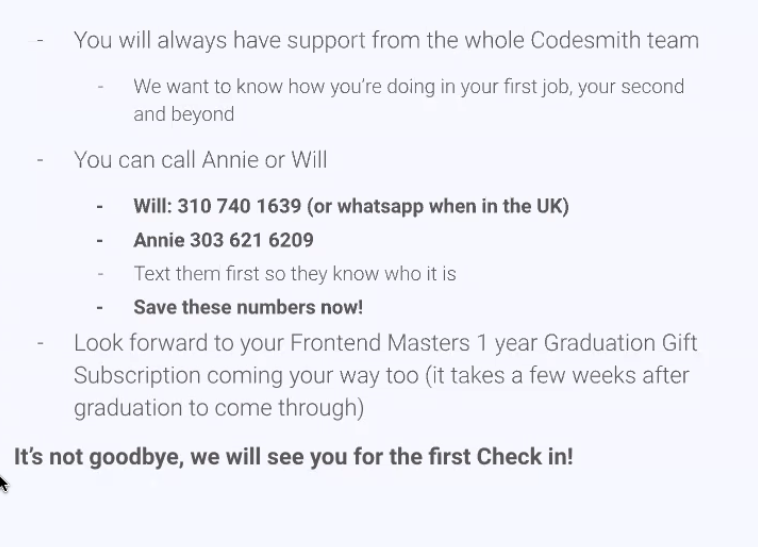 - You will always have support from the whole Codesmith team
- We want to know how you're doing in your first job, your second
and beyond
- You can call Annie or Will
- Will: 310 740 1639 (or whatsapp when in the UK)
- Annie 303 621 6209
- Text them first so they know who it is
- Save these numbers now!
- Look forward to your Frontend Masters 1 year Graduation Gift
Subscription coming your way too (it takes a few weeks after
graduation to come through)
It's not goodbye, we will see you for the first Check in!